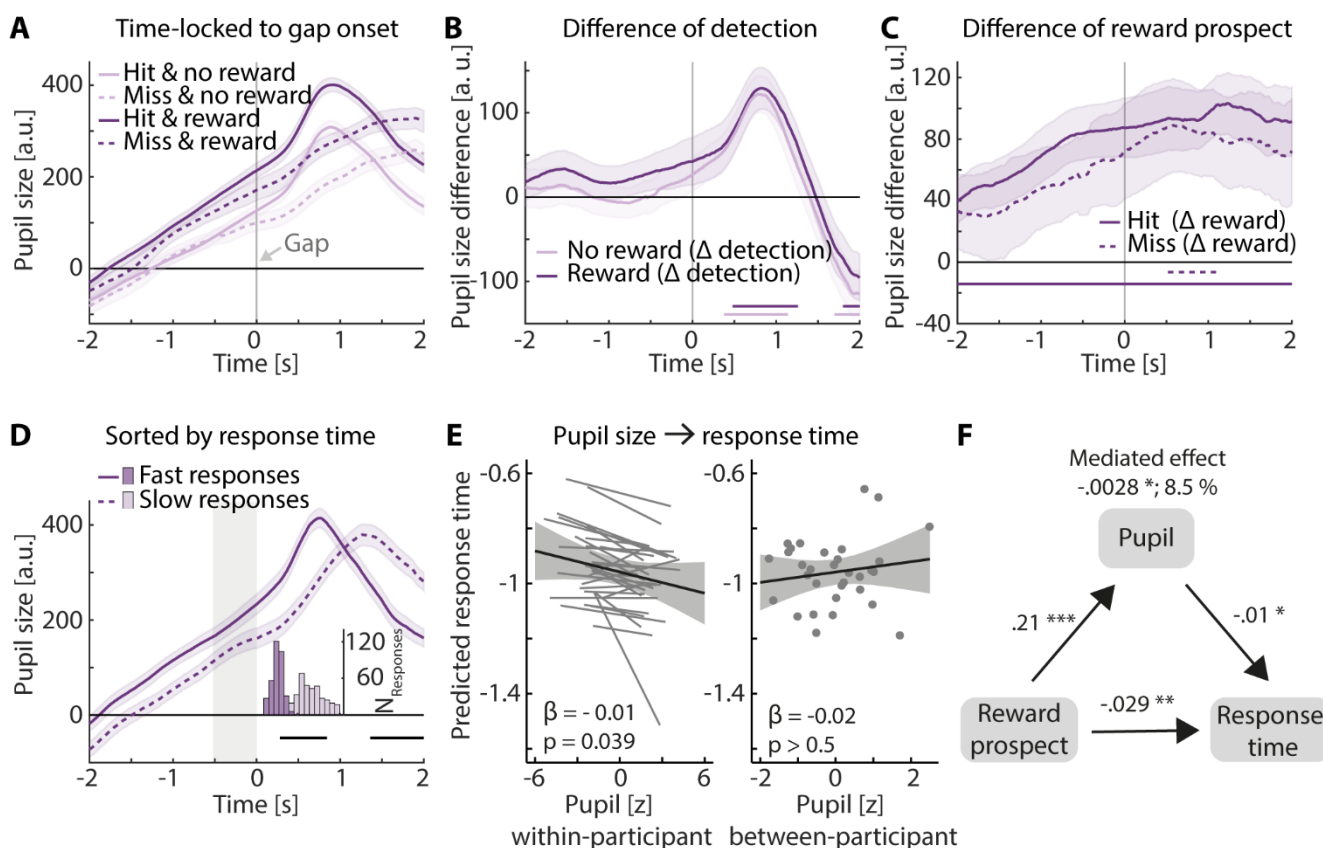 A Time-locked to gap onset
Hit & no reward
Miss & no reward
Hit & reward
Miss & reward
Gap
Pupil size [a.u.]
400
200
0
-2 -1 0 1 2
Time [s]
B Difference of detection
Pupil size difference [a. u.]
100
0
100
No reward (Δ detection)
Reward (Δ detection)
-2 -1 0 1 2
Time [s]
C Difference of reward prospect
Pupil size difference [a. u.]
120
80
40
0
-40
Hit (Δ reward)
Miss (Δ reward)
-2 -1 0 1 2
Time [s]
D Sorted by response time
Fast responses
Slow responses
Pupil size [a.u.]
400
200
0
120
60
NResponses
-2 -1 0 1 2
Time [s]
E Pupil size → response time
Predicted response time
-0.6
-1
-1.4
β = - 0.01
p = 0.039
-6 0 6
Pupil [z]
within-participant
-0.6
-1
-1.4
β = -0.02
p > 0.5
-2 0 2
Pupil [z]
between-participant
F
Mediated effect
-.0028 *; 8.5 %
Pupil
.21 ***
-.01 *
-.029 **
Reward
prospect
Response
time